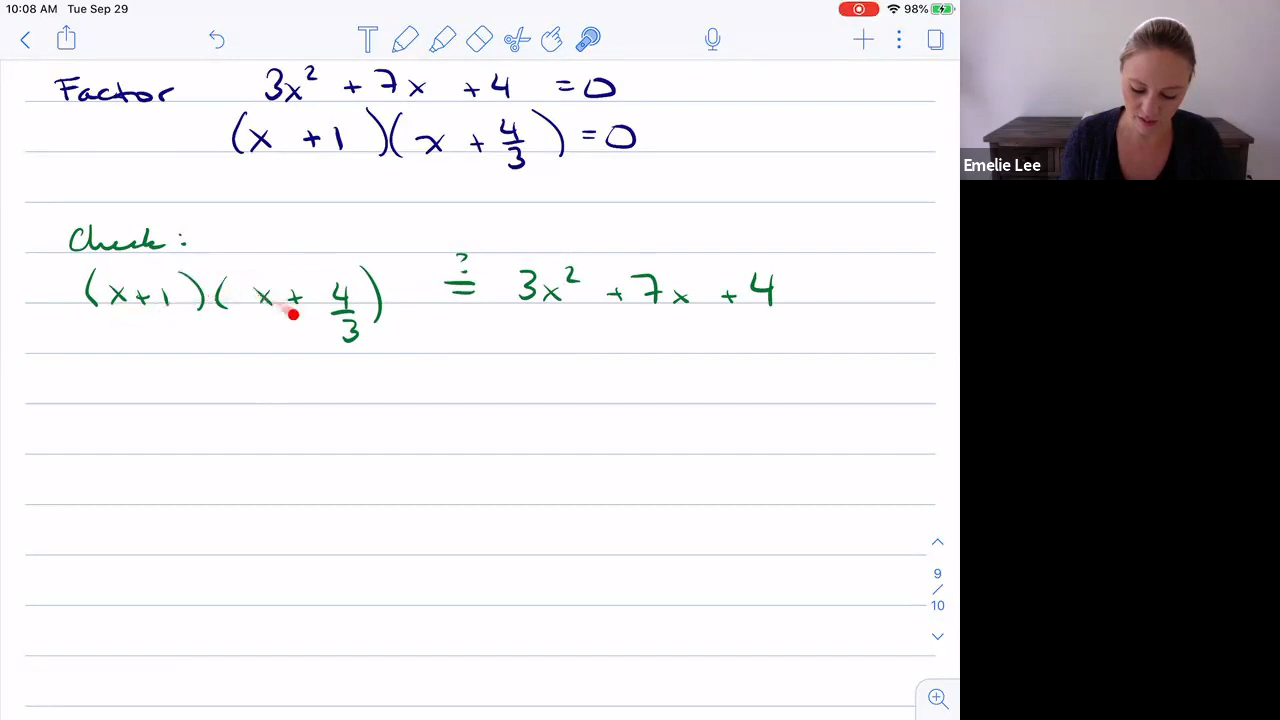 10:08 AM Tue Sep 29
98%
T
Factor 3x² + 7x + 4 = 0
(x + 1)(x + 4/3) = 0
Emelie Lee
Check:
(x+1)(x + 4/3) ≟ 3x² + 7x + 4
9
/
10